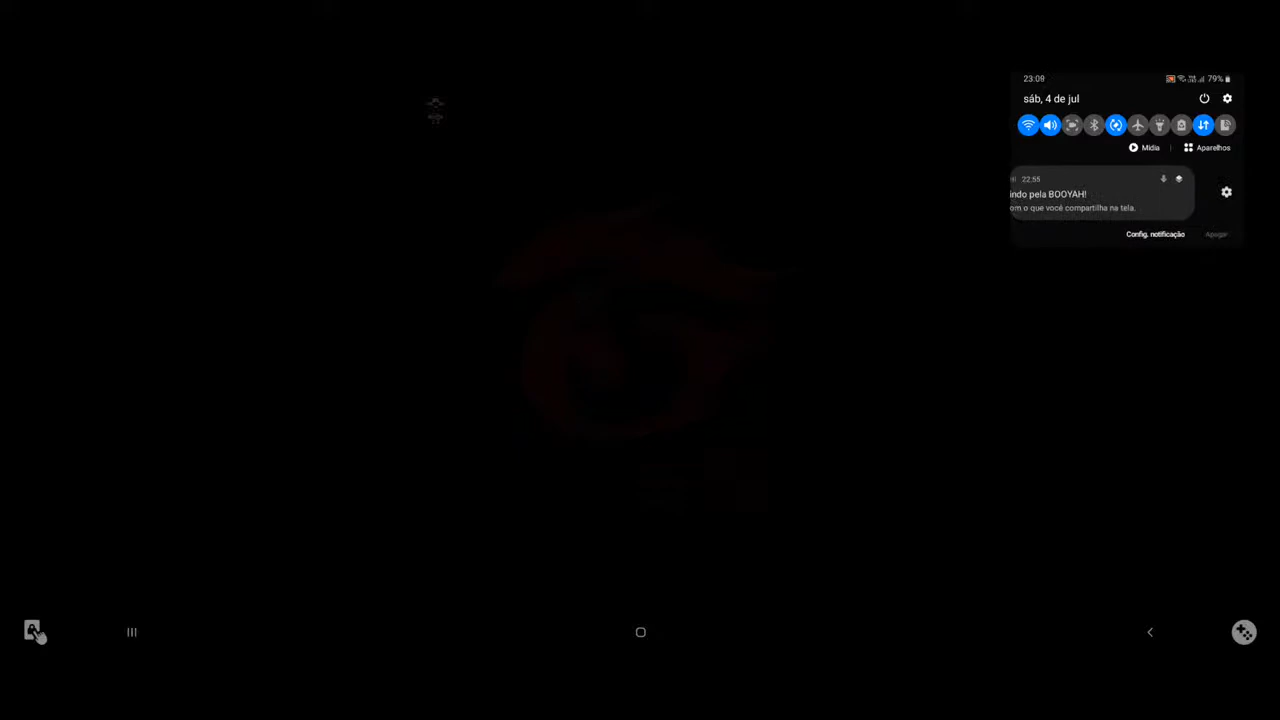 23:09
79%
sáb, 4 de jul
Mídia | Aparelhos
22:55
indo pela BOOYAH!
om o que você compartilha na tela.
Config. notificação
Apagar